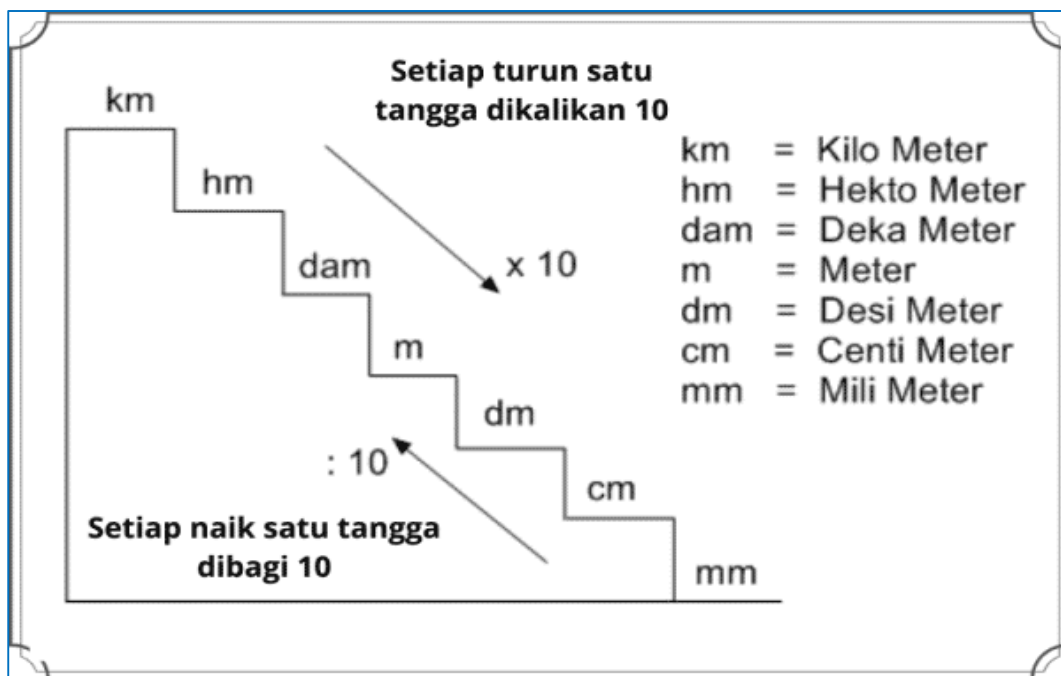 Setiap turun satu
tangga dikalikan 10
km
hm
dam
x 10
m
dm
: 10
cm
Setiap naik satu tangga
dibagi 10
mm
km = Kilo Meter
hm = Hekto Meter
dam = Deka Meter
m = Meter
dm = Desi Meter
cm = Centi Meter
mm = Mili Meter